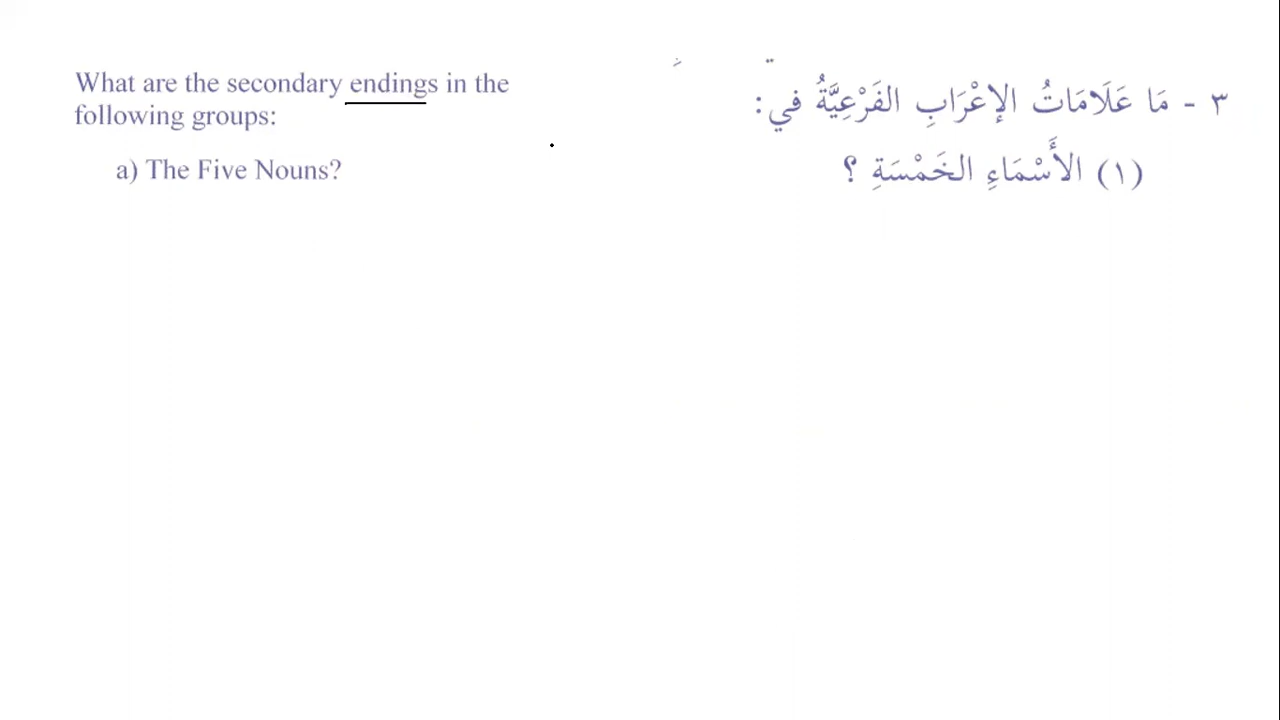 What are the secondary endings in the
following groups:
a) The Five Nouns?
٣ - مَا عَلَامَاتُ الإِعْرَابِ الفَرْعِيَّةُ في:
(١) الأَسْمَاءِ الخَمْسَةِ ؟